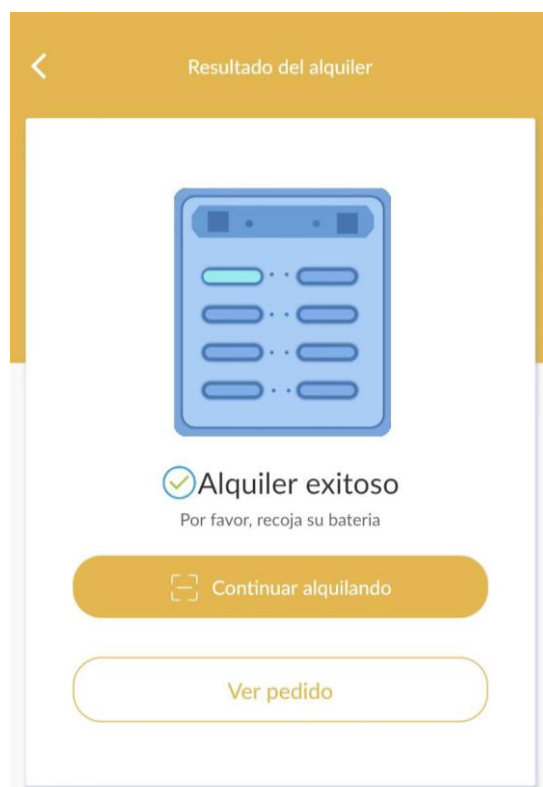 Resultado del alquiler
Alquiler exitoso
Por favor, recoja su bateria
Continuar alquilando
Ver pedido